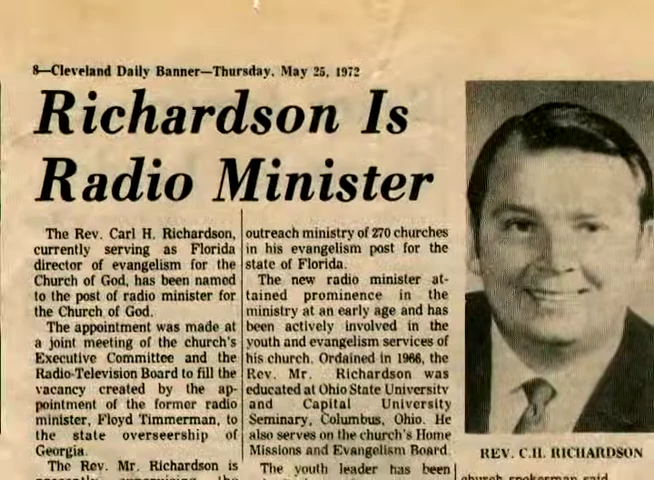 8—Cleveland Daily Banner—Thursday, May 25, 1972
Richardson Is
Radio Minister
The Rev. Carl H. Richardson,
currently serving as Florida
director of evangelism for the
Church of God, has been named
to the post of radio minister for
the Church of God.
The appointment was made at
a joint meeting of the church's
Executive Committee and the
Radio-Television Board to fill the
vacancy created by the ap-
pointment of the former radio
minister, Floyd Timmerman, to
the state overseership of
Georgia.
The Rev. Mr. Richardson is
outreach ministry of 270 churches
in his evangelism post for the
state of Florida.
The new radio minister at-
tained prominence in the
ministry at an early age and has
been actively involved in the
youth and evangelism services of
his church. Ordained in 1966, the
Rev. Mr. Richardson was
educated at Ohio State University
and Capital University
Seminary, Columbus, Ohio. He
also serves on the church's Home
Missions and Evangelism Board.
The youth leader has been
REV. C.H. RICHARDSON
church spokerman said